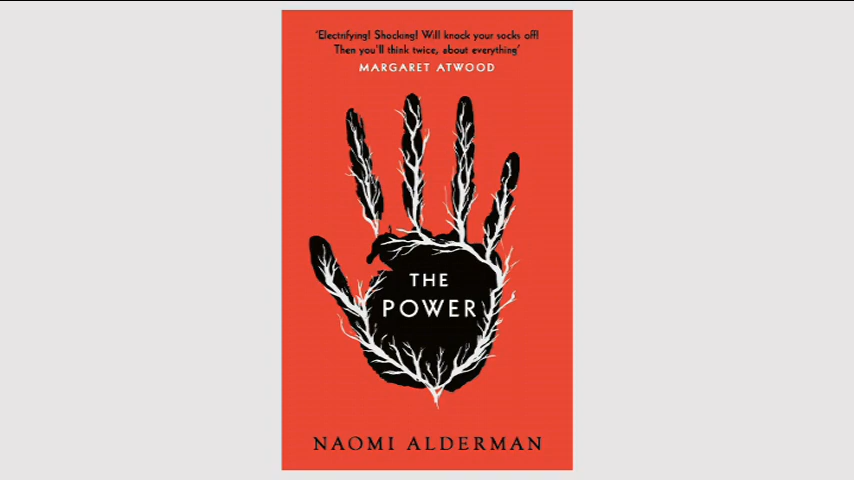 'Electrifying! Shocking! Will knock your socks off!
Then you'll think twice, about everything'
MARGARET ATWOOD
THE
POWER
NAOMI ALDERMAN